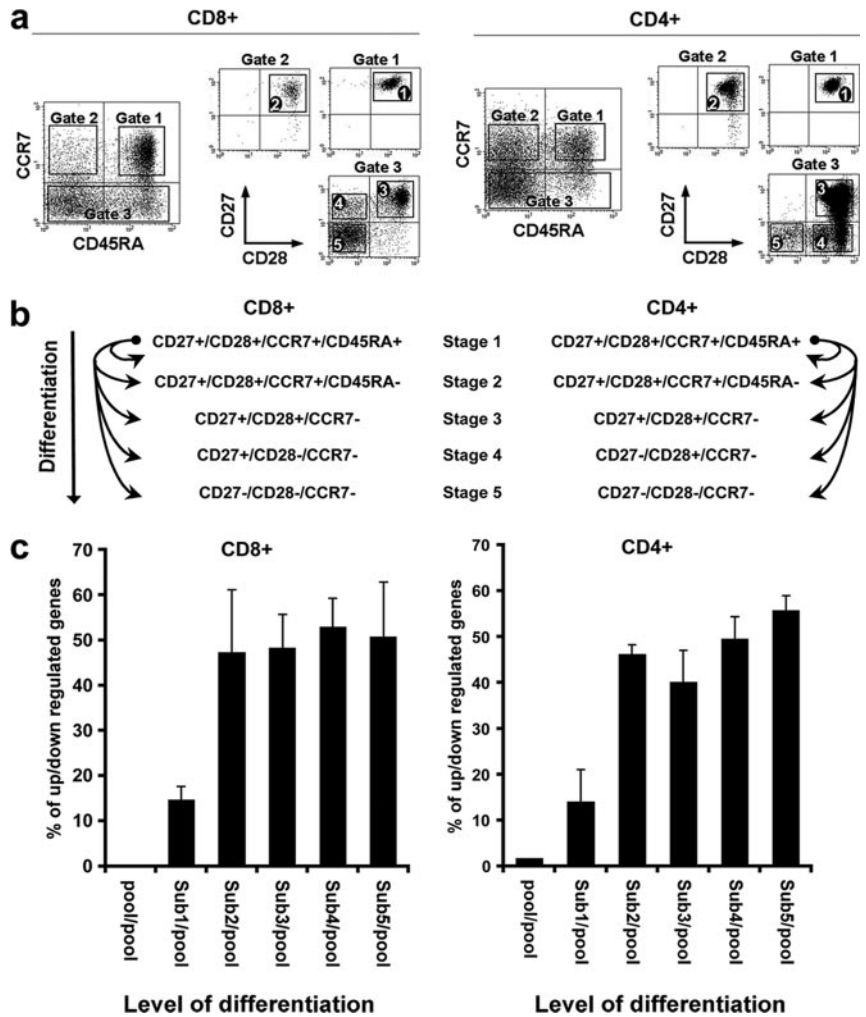 a
CD8+
CD4+
Gate 2
Gate 1
2
1
Gate 2
Gate 1
Gate 3
Gate 3
4
3
5
CCR7
CD45RA
CD27
CD28
Gate 2
Gate 1
2
1
Gate 2
Gate 1
Gate 3
Gate 3
3
5
4
CCR7
CD45RA
CD27
CD28
b
CD8+
CD4+
Differentiation
CD27+/CD28+/CCR7+/CD45RA+ Stage 1 CD27+/CD28+/CCR7+/CD45RA+
CD27+/CD28+/CCR7+/CD45RA- Stage 2 CD27+/CD28+/CCR7+/CD45RA-
CD27+/CD28+/CCR7- Stage 3 CD27+/CD28+/CCR7-
CD27+/CD28-/CCR7- Stage 4 CD27-/CD28+/CCR7-
CD27-/CD28-/CCR7- Stage 5 CD27-/CD28-/CCR7-
c
CD8+
% of up/down regulated genes
70
60
50
40
30
20
10
0
pool/pool
Sub1/pool
Sub2/pool
Sub3/pool
Sub4/pool
Sub5/pool
Level of differentiation
CD4+
% of up/down regulated genes
70
60
50
40
30
20
10
0
pool/pool
Sub1/pool
Sub2/pool
Sub3/pool
Sub4/pool
Sub5/pool
Level of differentiation